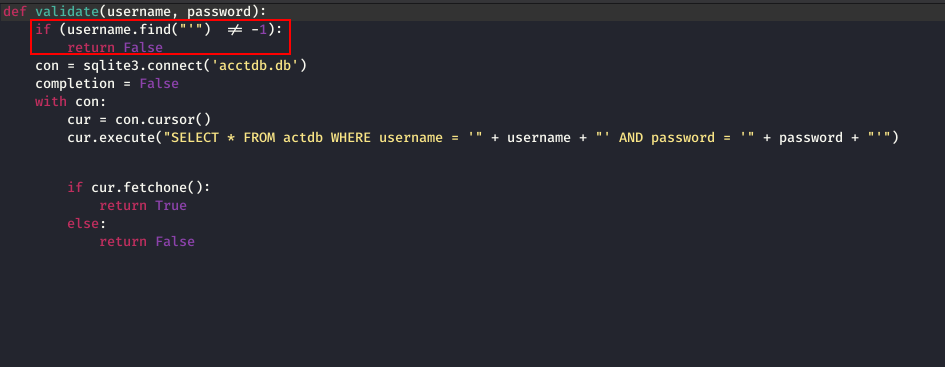 def validate(username, password):
    if (username.find("'") != -1):
        return False
    con = sqlite3.connect('acctdb.db')
    completion = False
    with con:
        cur = con.cursor()
        cur.execute("SELECT * FROM actdb WHERE username = '" + username + "' AND password = '" + password + "'")
        if cur.fetchone():
            return True
        else:
            return False